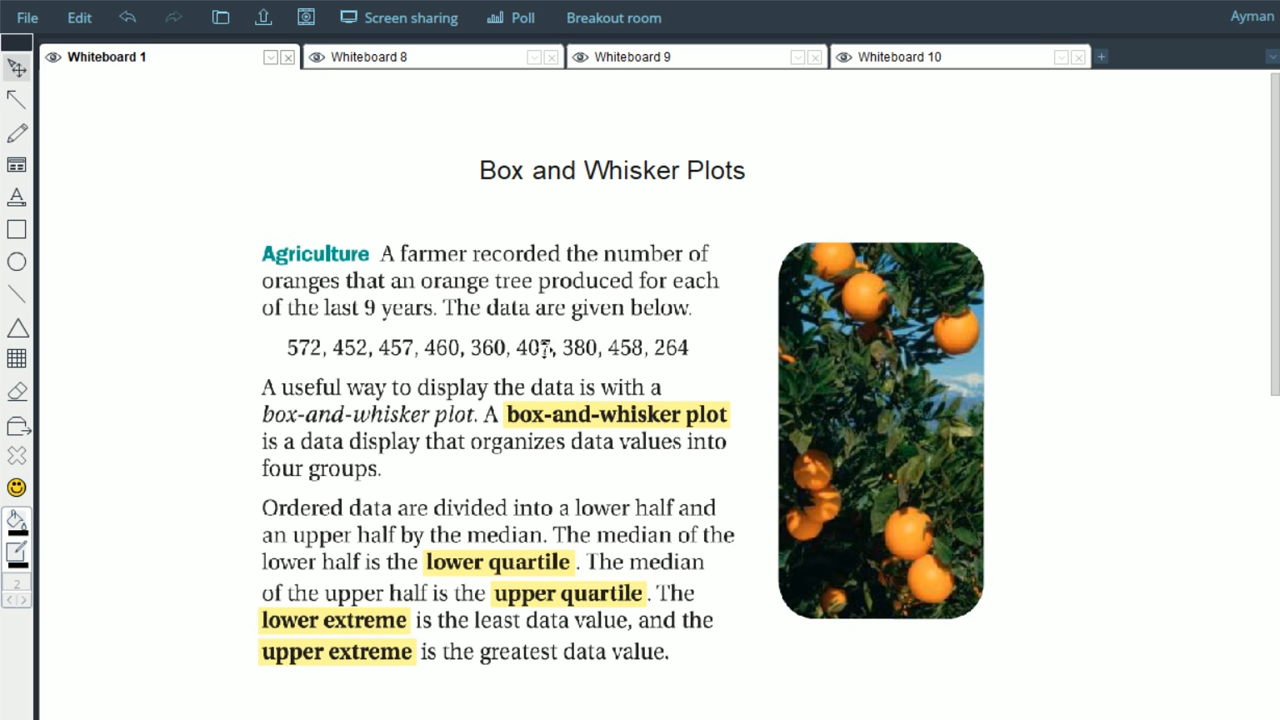 File Edit Screen sharing Poll Breakout room Ayman
Whiteboard 1 Whiteboard 8 Whiteboard 9 Whiteboard 10
Box and Whisker Plots
Agriculture A farmer recorded the number of
oranges that an orange tree produced for each
of the last 9 years. The data are given below.
572, 452, 457, 460, 360, 407, 380, 458, 264
A useful way to display the data is with a
box-and-whisker plot. A box-and-whisker plot
is a data display that organizes data values into
four groups.
Ordered data are divided into a lower half and
an upper half by the median. The median of the
lower half is the lower quartile. The median
of the upper half is the upper quartile. The
lower extreme is the least data value, and the
upper extreme is the greatest data value.
2